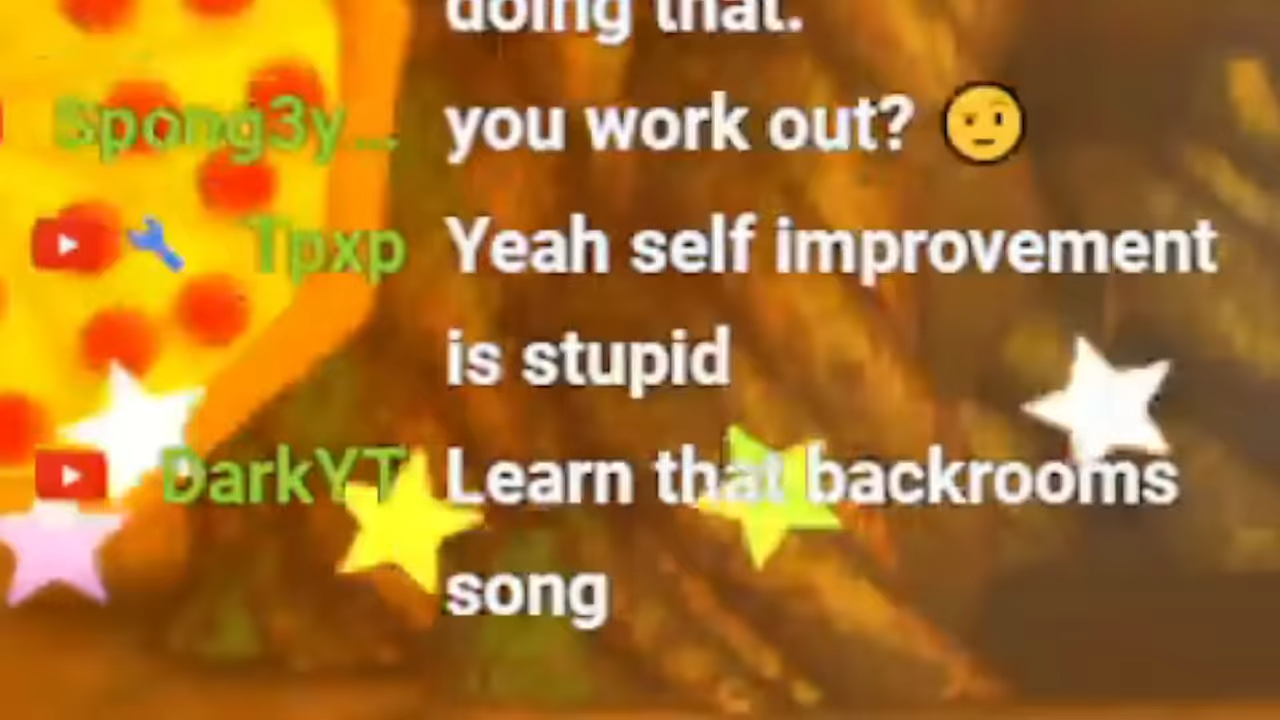 doing that.
Spong3y... you work out? 🤨
Tpxp Yeah self improvement
is stupid
DarkYT Learn that backrooms
song